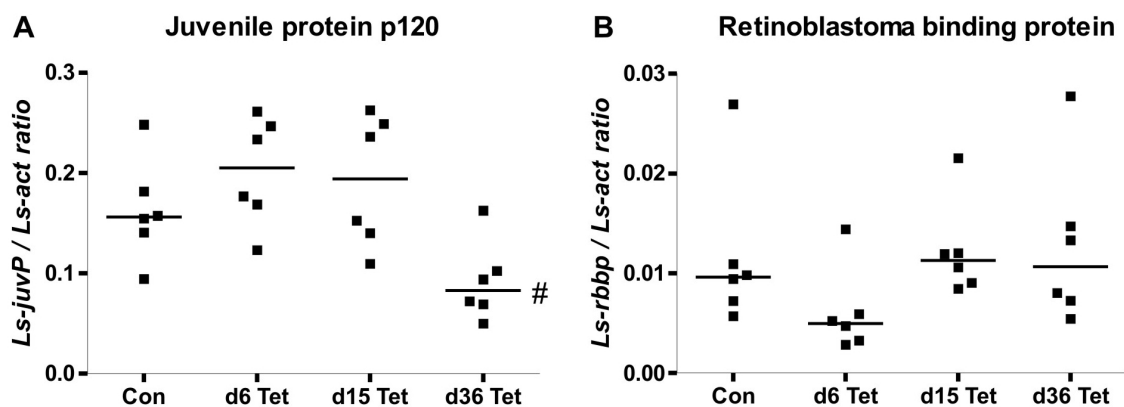 A
Juvenile protein p120
Ls-juvP / Ls-act ratio
0.3
0.2
0.1
0.0
#
Con
d6 Tet
d15 Tet
d36 Tet
B
Retinoblastoma binding protein
Ls-rbbp / Ls-act ratio
0.03
0.02
0.01
0.00
Con
d6 Tet
d15 Tet
d36 Tet